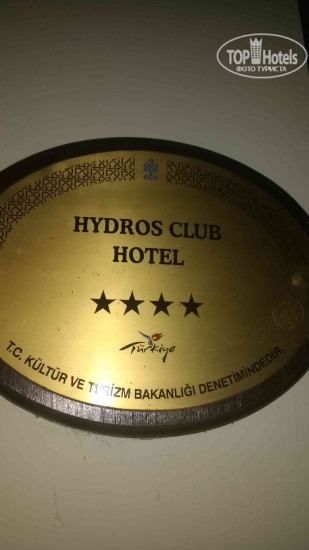 TOP Hotels
ФОТО ТУРИСТА
HYDROS CLUB
HOTEL
Türkiye
T.C. KÜLTÜR VE TURİZM BAKANLIĞI DENETİMİNDEDİR.